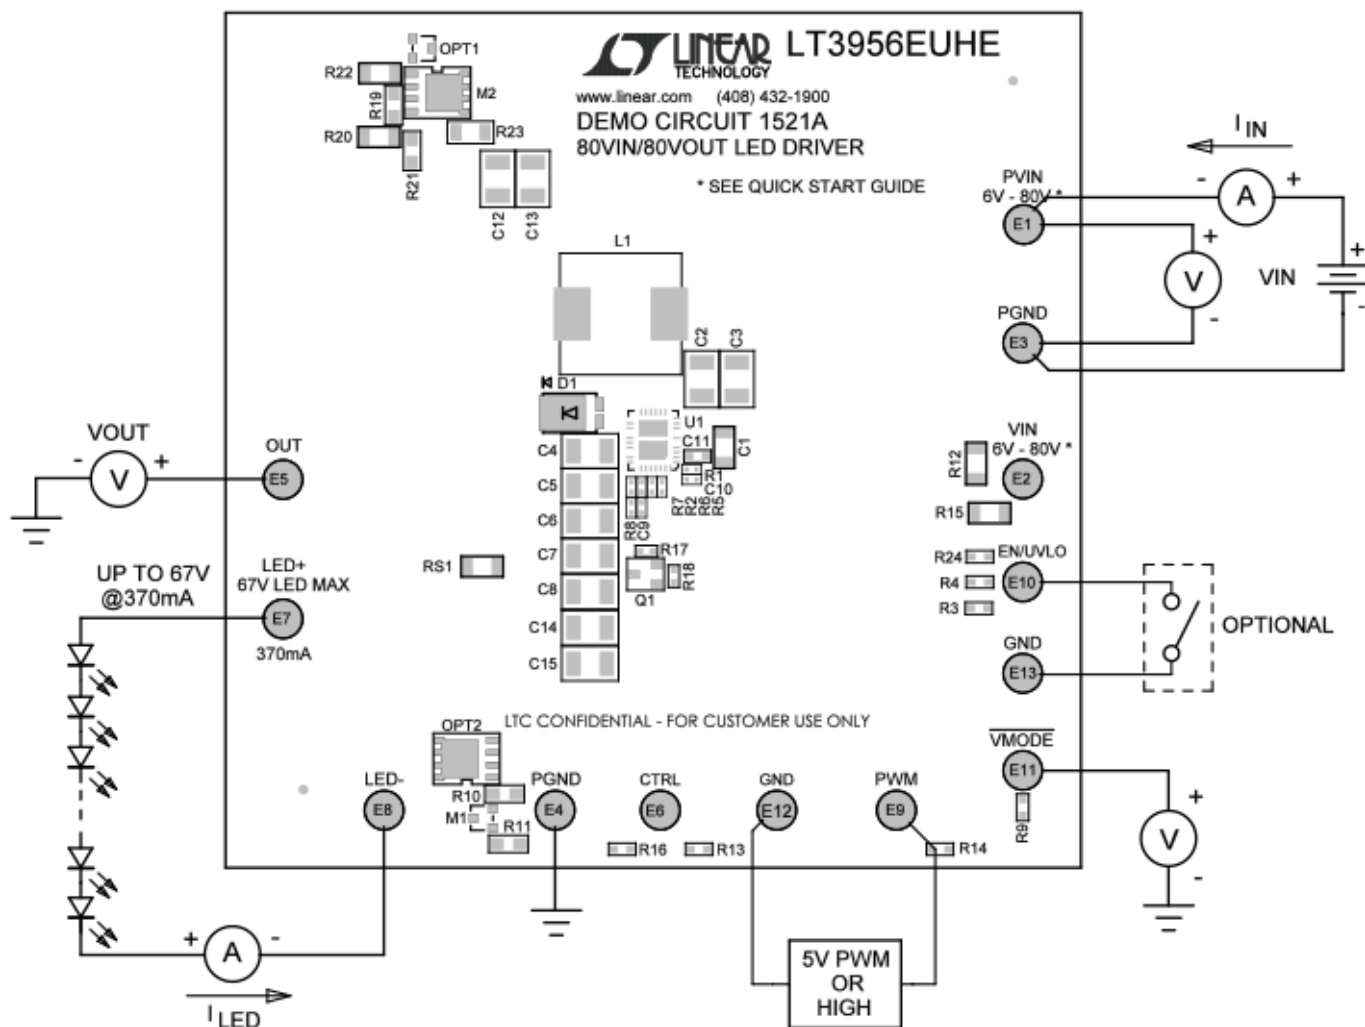 OPT1
LINEAR
TECHNOLOGY
LT3956EUHE
R22
M2
www.linear.com (408) 432-1900
R19
DEMO CIRCUIT 1521A
R20
R23
80VIN/80VOUT LED DRIVER
R21
* SEE QUICK START GUIDE
C12
C13
I IN
PVIN
6V - 80V *
- A +
E1
L1
+
V
-
VIN
+
-
PGND
E3
C2
C3
D1
U1
C11
C1
R1
C10
C4
C5
C6
C7
C8
C14
C15
R7
R2
R6
R5
R8
C9
R17
R18
Q1
VOUT
- V +
OUT
E5
VIN
6V - 80V *
E2
R12
R15
RS1
UP TO 67V
@370mA
LED+
67V LED MAX
E7
370mA
R24
EN/UVLO
R4
E10
R3
OPTIONAL
GND
E13
OPT2
LTC CONFIDENTIAL - FOR CUSTOMER USE ONLY
VMODE
E11
R9
LED-
E8
R10
M1
R11
PGND
E4
CTRL
E6
GND
E12
PWM
E9
R16
R13
R14
+
V
-
+ A -
I LED
5V PWM
OR
HIGH